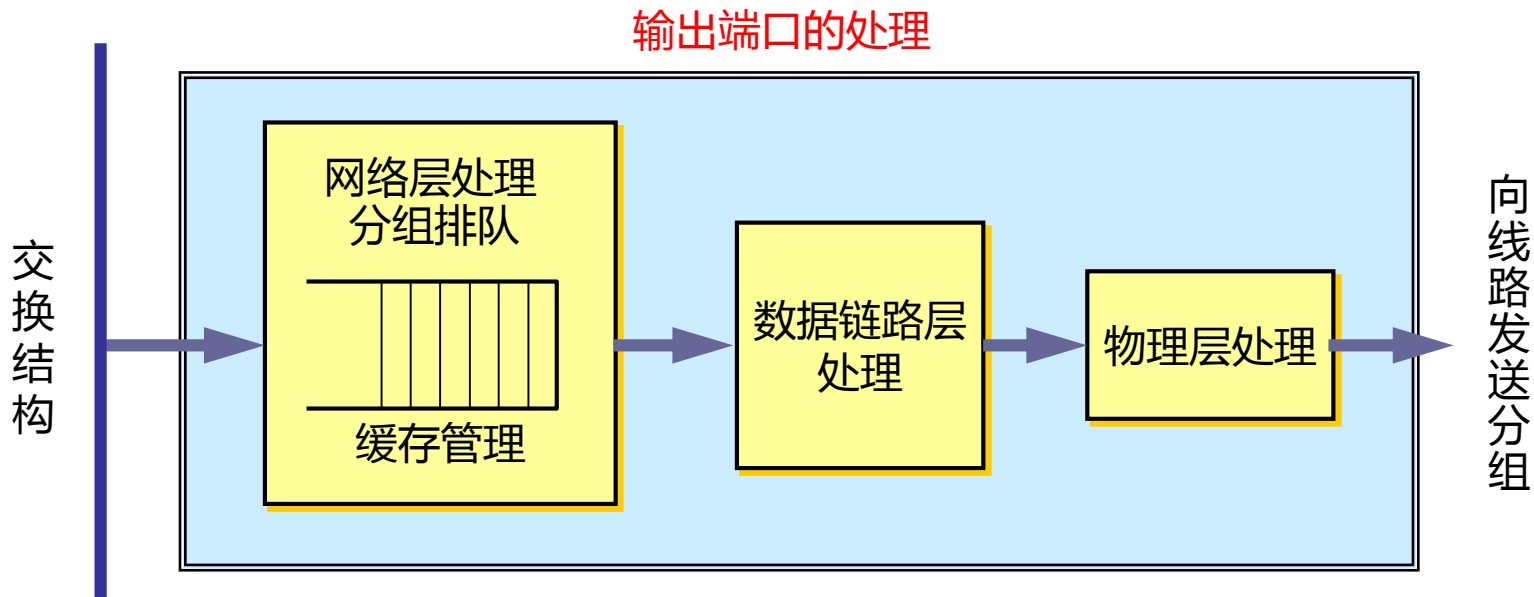 输出端口的处理
交换结构
网络层处理
分组排队
缓存管理
数据链路层
处理
物理层处理
向线路发送分组